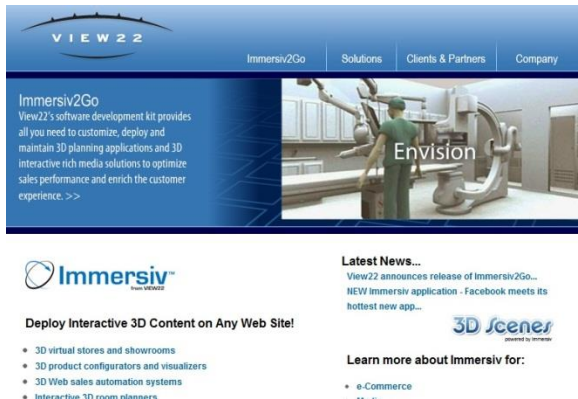 VIEW22
Immersiv2Go
Solutions
Clients & Partners
Company
Immersiv2Go
View22's software development kit provides
all you need to customize, deploy and
maintain 3D planning applications and 3D
interactive rich media solutions to optimize
sales performance and enrich the customer
experience. >>
Envision
Immersiv™
from VIEW22
Deploy Interactive 3D Content on Any Web Site!
3D virtual stores and showrooms
3D product configurators and visualizers
3D Web sales automation systems
Interactive 3D room planners
Latest News...
View22 announces release of Immersiv2Go...
NEW Immersiv application - Facebook meets its
hottest new app...
3D Scenes
powered by Immersiv
Learn more about Immersiv for:
e-Commerce